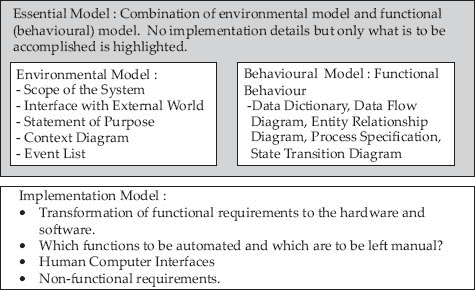 Essential Model : Combination of environmental model and functional
(behavioural) model. No implementation details but only what is to be
accomplished is highlighted.
Environmental Model :
- Scope of the System
- Interface with External World
- Statement of Purpose
- Context Diagram
- Event List
Behavioural Model : Functional
Behaviour
-Data Dictionary, Data Flow
Diagram, Entity Relationship
Diagram, Process Specification,
State Transition Diagram
Implementation Model :
• Transformation of functional requirements to the hardware and
software.
• Which functions to be automated and which are to be left manual?
• Human Computer Interfaces
• Non-functional requirements.